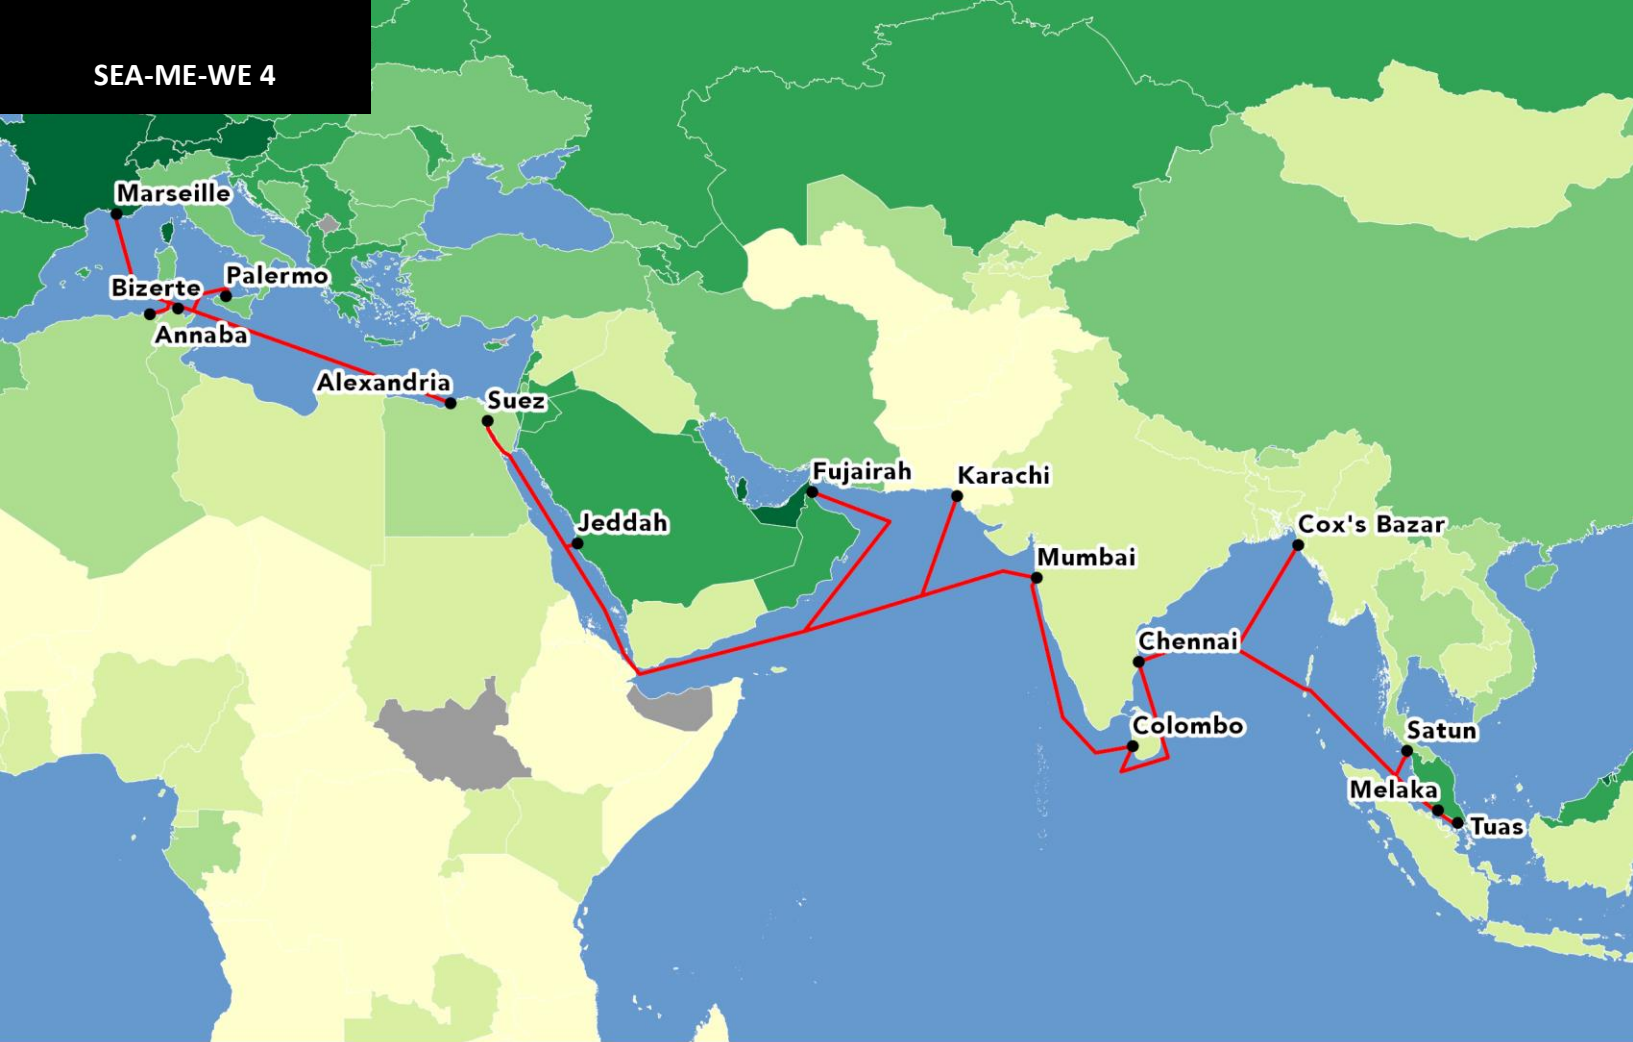 SEA-ME-WE 4
Marseille
Bizerte
Palermo
Annaba
Alexandria
Suez
Jeddah
Fujairah
Karachi
Mumbai
Cox's Bazar
Chennai
Colombo
Satun
Melaka
Tuas